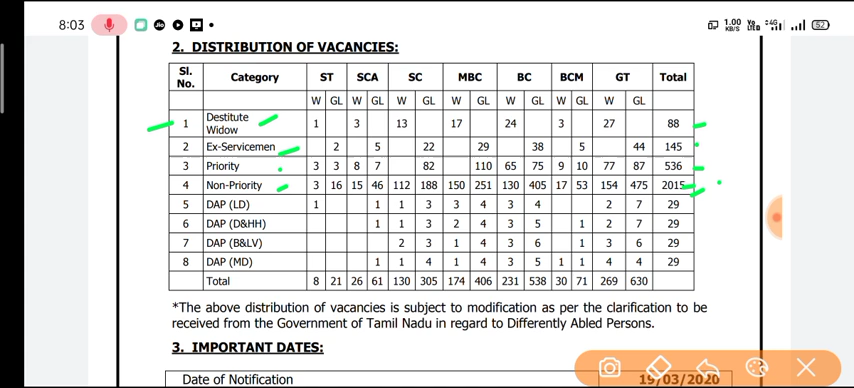 8:03 Jio 1.00 KB/S Vo LTED 4G 52
2. DISTRIBUTION OF VACANCIES:
Sl. No. Category ST SCA SC MBC BC BCM GT Total
W GL W GL W GL W GL W GL W GL W GL
1 Destitute Widow 1 3 13 17 24 3 27 88
2 Ex-Servicemen 2 5 22 29 38 5 44 145
3 Priority 3 3 8 7 82 110 65 75 9 10 77 87 536
4 Non-Priority 3 16 15 46 112 188 150 251 130 405 17 53 154 475 2015
5 DAP (LD) 1 1 1 3 3 4 3 4 2 7 29
6 DAP (D&HH) 1 1 3 2 4 3 5 1 2 7 29
7 DAP (B&LV) 2 3 1 4 3 6 1 3 6 29
8 DAP (MD) 1 1 4 1 4 3 5 1 1 4 4 29
Total 8 21 26 61 130 305 174 406 231 538 30 71 269 630
*The above distribution of vacancies is subject to modification as per the clarification to be
received from the Government of Tamil Nadu in regard to Differently Abled Persons.
3. IMPORTANT DATES:
Date of Notification 19/03/2020